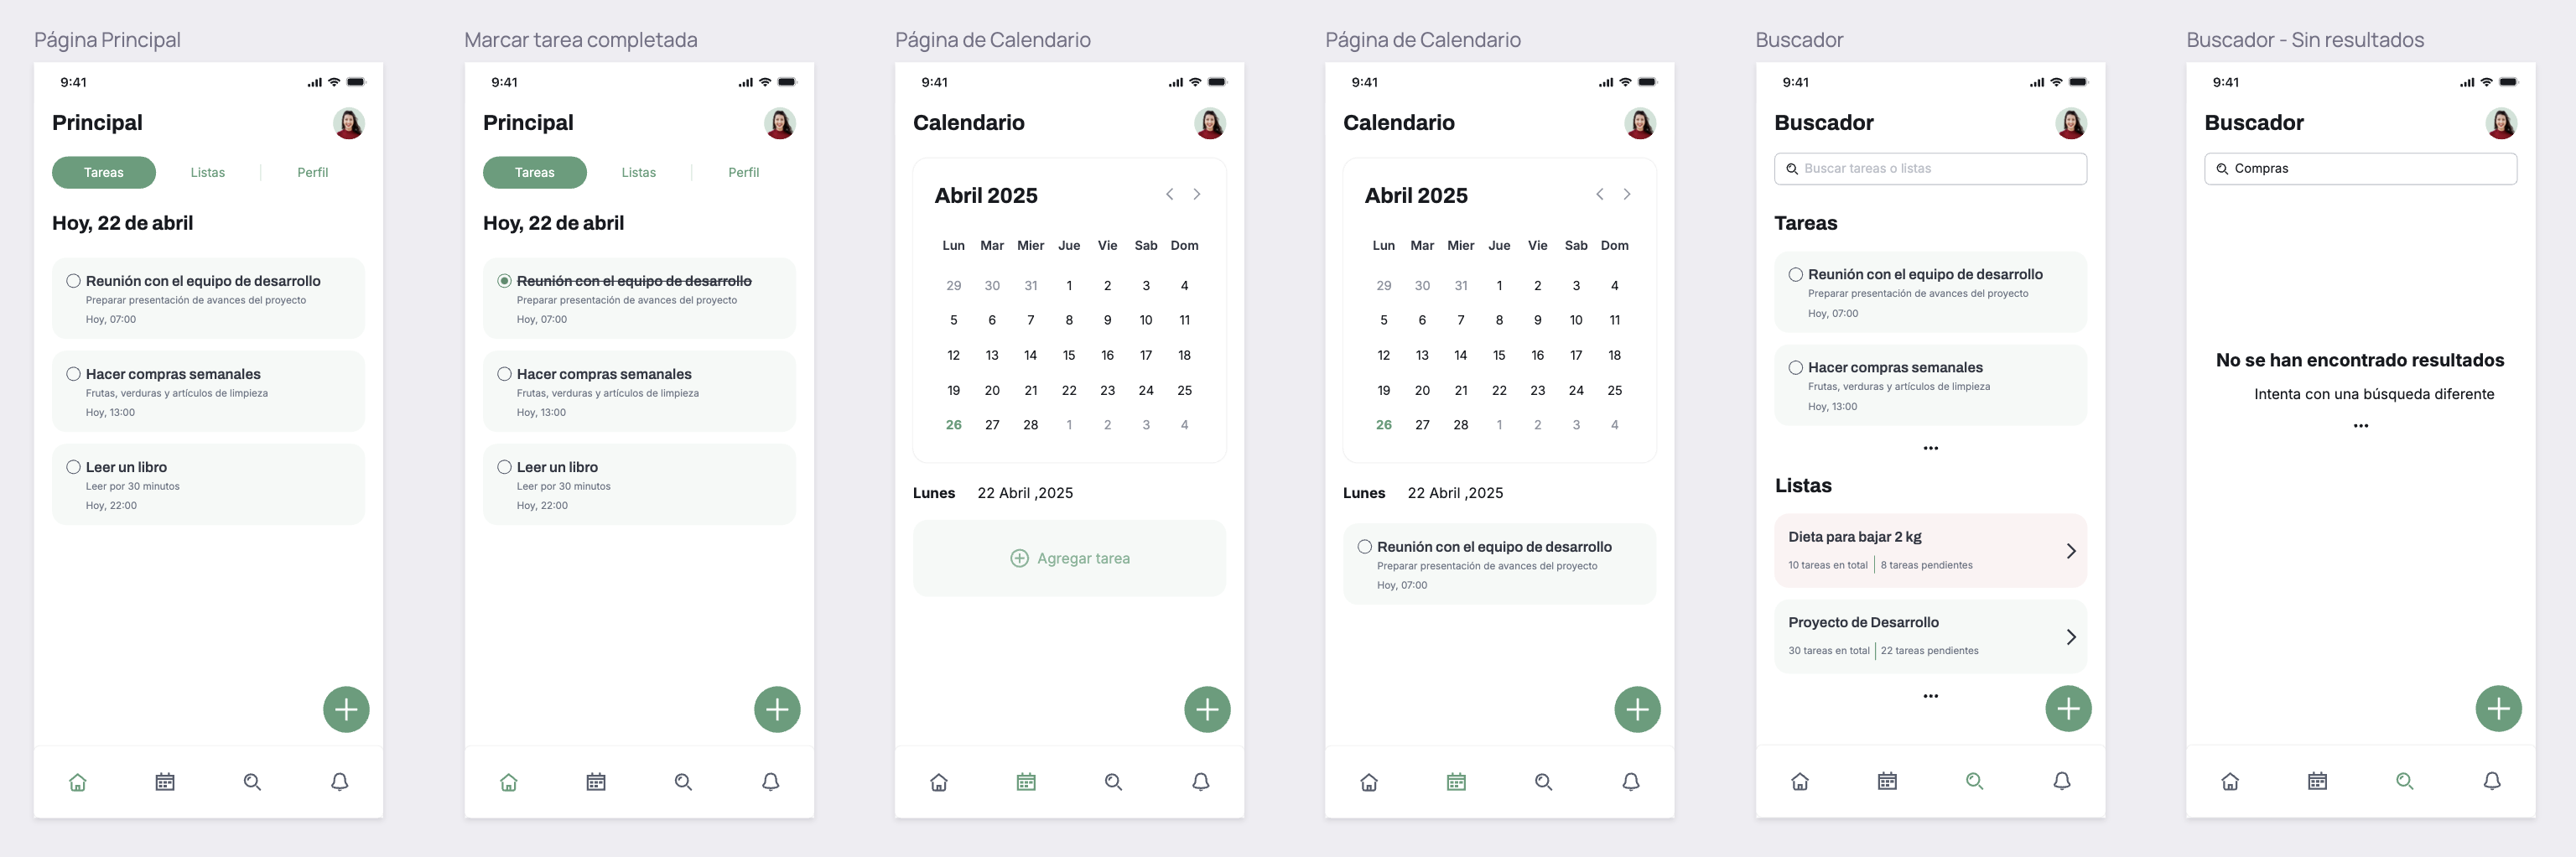 Página Principal
9:41
Principal
Tareas Listas Perfil
Hoy, 22 de abril
Reunión con el equipo de desarrollo
Preparar presentación de avances del proyecto
Hoy, 07:00
Hacer compras semanales
Frutas, verduras y artículos de limpieza
Hoy, 13:00
Leer un libro
Leer por 30 minutos
Hoy, 22:00
Marcar tarea completada
9:41
Principal
Tareas Listas Perfil
Hoy, 22 de abril
Reunión con el equipo de desarrollo
Preparar presentación de avances del proyecto
Hoy, 07:00
Hacer compras semanales
Frutas, verduras y artículos de limpieza
Hoy, 13:00
Leer un libro
Leer por 30 minutos
Hoy, 22:00
Página de Calendario
9:41
Calendario
Abril 2025
Lun Mar Mier Jue Vie Sab Dom
29 30 31 1 2 3 4
5 6 7 8 9 10 11
12 13 14 15 16 17 18
19 20 21 22 23 24 25
26 27 28 1 2 3 4
Lunes 22 Abril ,2025
Agregar tarea
Página de Calendario
9:41
Calendario
Abril 2025
Lun Mar Mier Jue Vie Sab Dom
29 30 31 1 2 3 4
5 6 7 8 9 10 11
12 13 14 15 16 17 18
19 20 21 22 23 24 25
26 27 28 1 2 3 4
Lunes 22 Abril ,2025
Reunión con el equipo de desarrollo
Preparar presentación de avances del proyecto
Hoy, 07:00
Buscador
9:41
Buscador
Buscar tareas o listas
Tareas
Reunión con el equipo de desarrollo
Preparar presentación de avances del proyecto
Hoy, 07:00
Hacer compras semanales
Frutas, verduras y artículos de limpieza
Hoy, 13:00
...
Listas
Dieta para bajar 2 kg
10 tareas en total | 8 tareas pendientes
Proyecto de Desarrollo
30 tareas en total | 22 tareas pendientes
...
Buscador - Sin resultados
9:41
Buscador
Compras
No se han encontrado resultados
Intenta con una búsqueda diferente
...